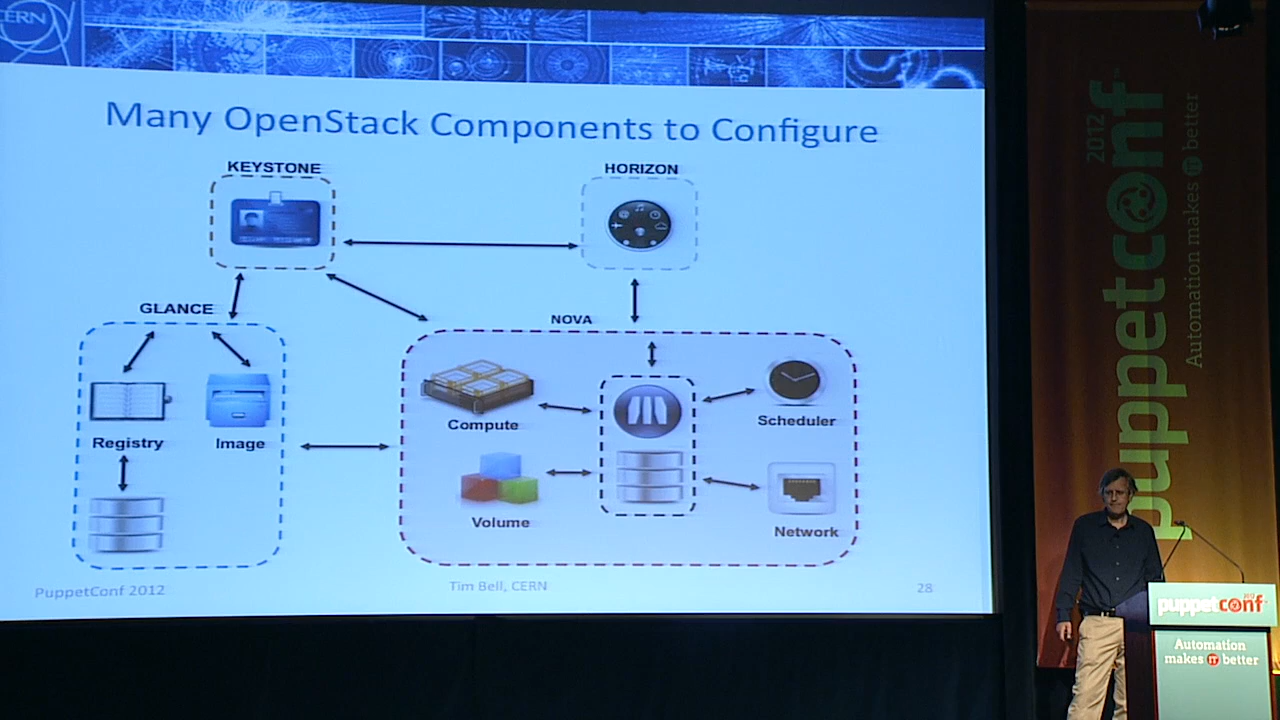 CERN
Many OpenStack Components to Configure
KEYSTONE
HORIZON
GLANCE
NOVA
Compute
Scheduler
Registry
Image
Volume
Network
PuppetConf 2012
Tim Bell, CERN
28
puppetconf
2012
Automation makes IT better
puppetconf
2012
Automation
makes IT better